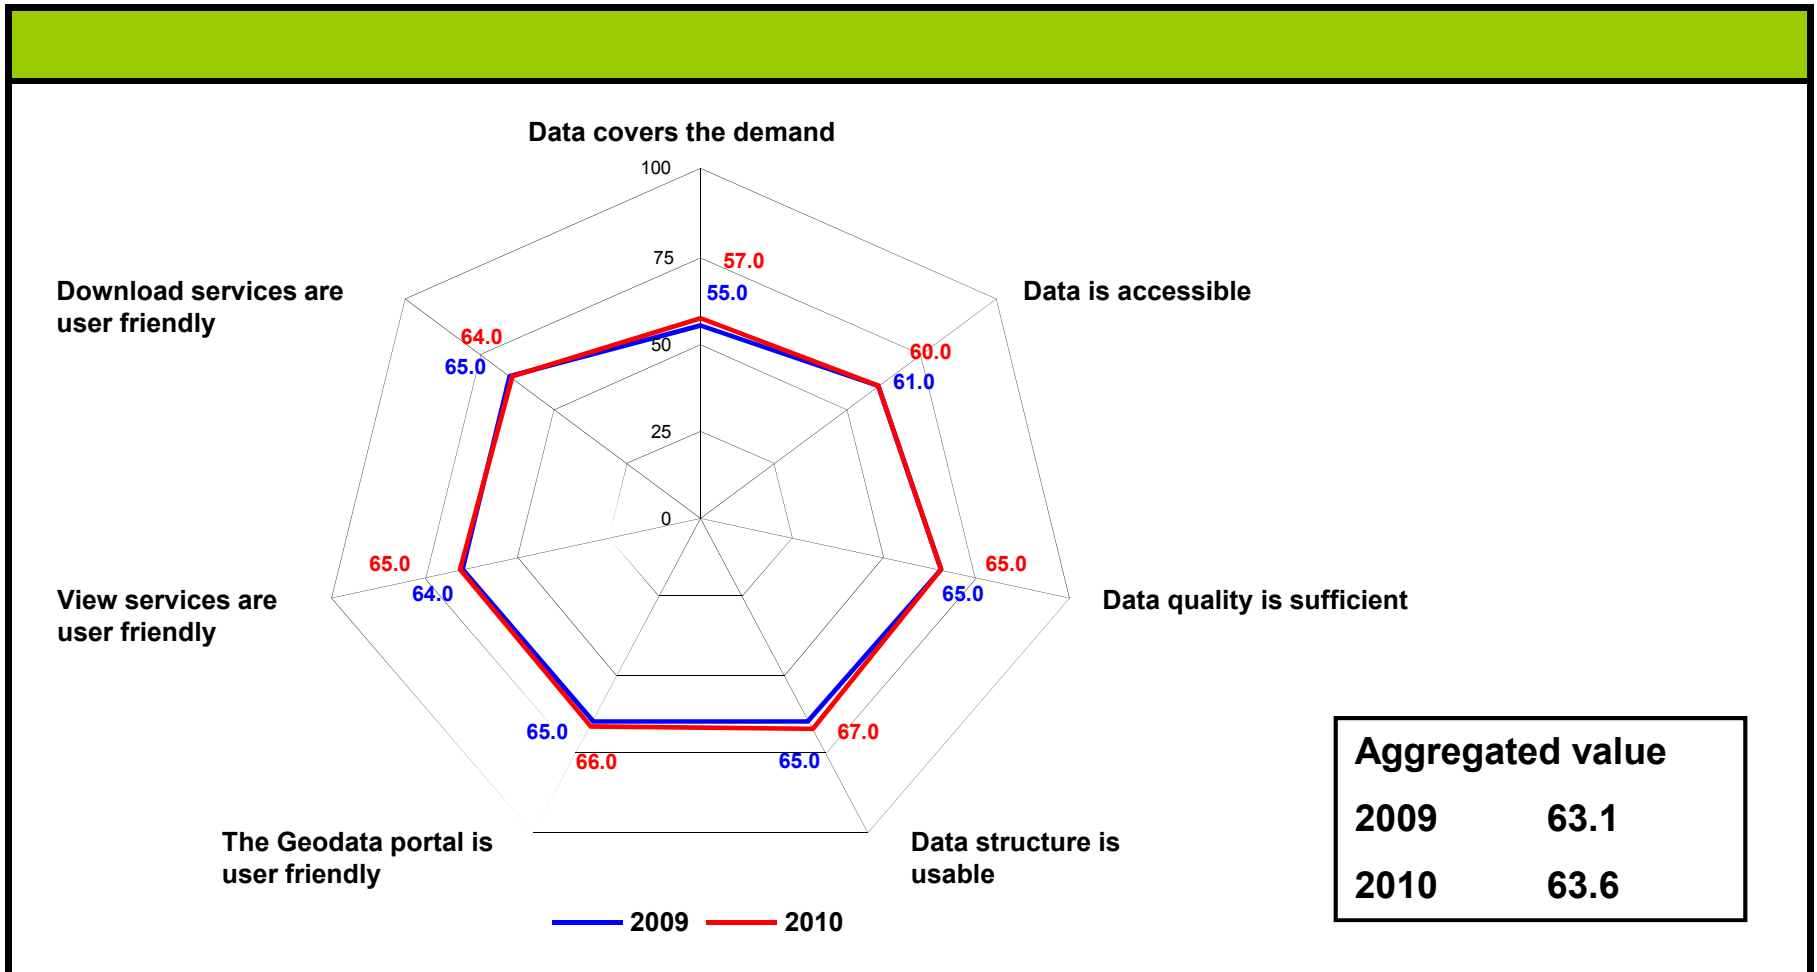 Data covers the demand
100
75
57.0
55.0
50
25
0
Data is accessible
60.0
61.0
Data quality is sufficient
65.0
65.0
Data structure is
usable
67.0
65.0
The Geodata portal is
user friendly
65.0
66.0
View services are
user friendly
65.0
64.0
Download services are
user friendly
64.0
65.0
2009 2010
Aggregated value
2009 63.1
2010 63.6